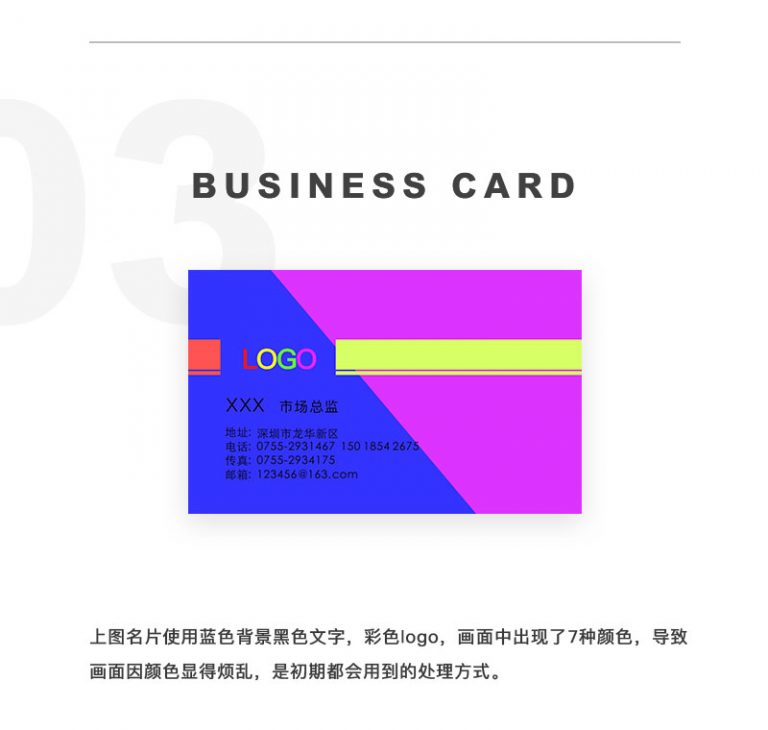 03
BUSINESS CARD
LOGO
XXX 市场总监
地址: 深圳市龙华新区
电话: 0755-2931467 150 1854 2675
传真: 0755-2934175
邮箱: 123456@163.com
上图名片使用蓝色背景黑色文字，彩色logo，画面中出现了7种颜色，导致
画面因颜色显得烦乱，是初期都会用到的处理方式。